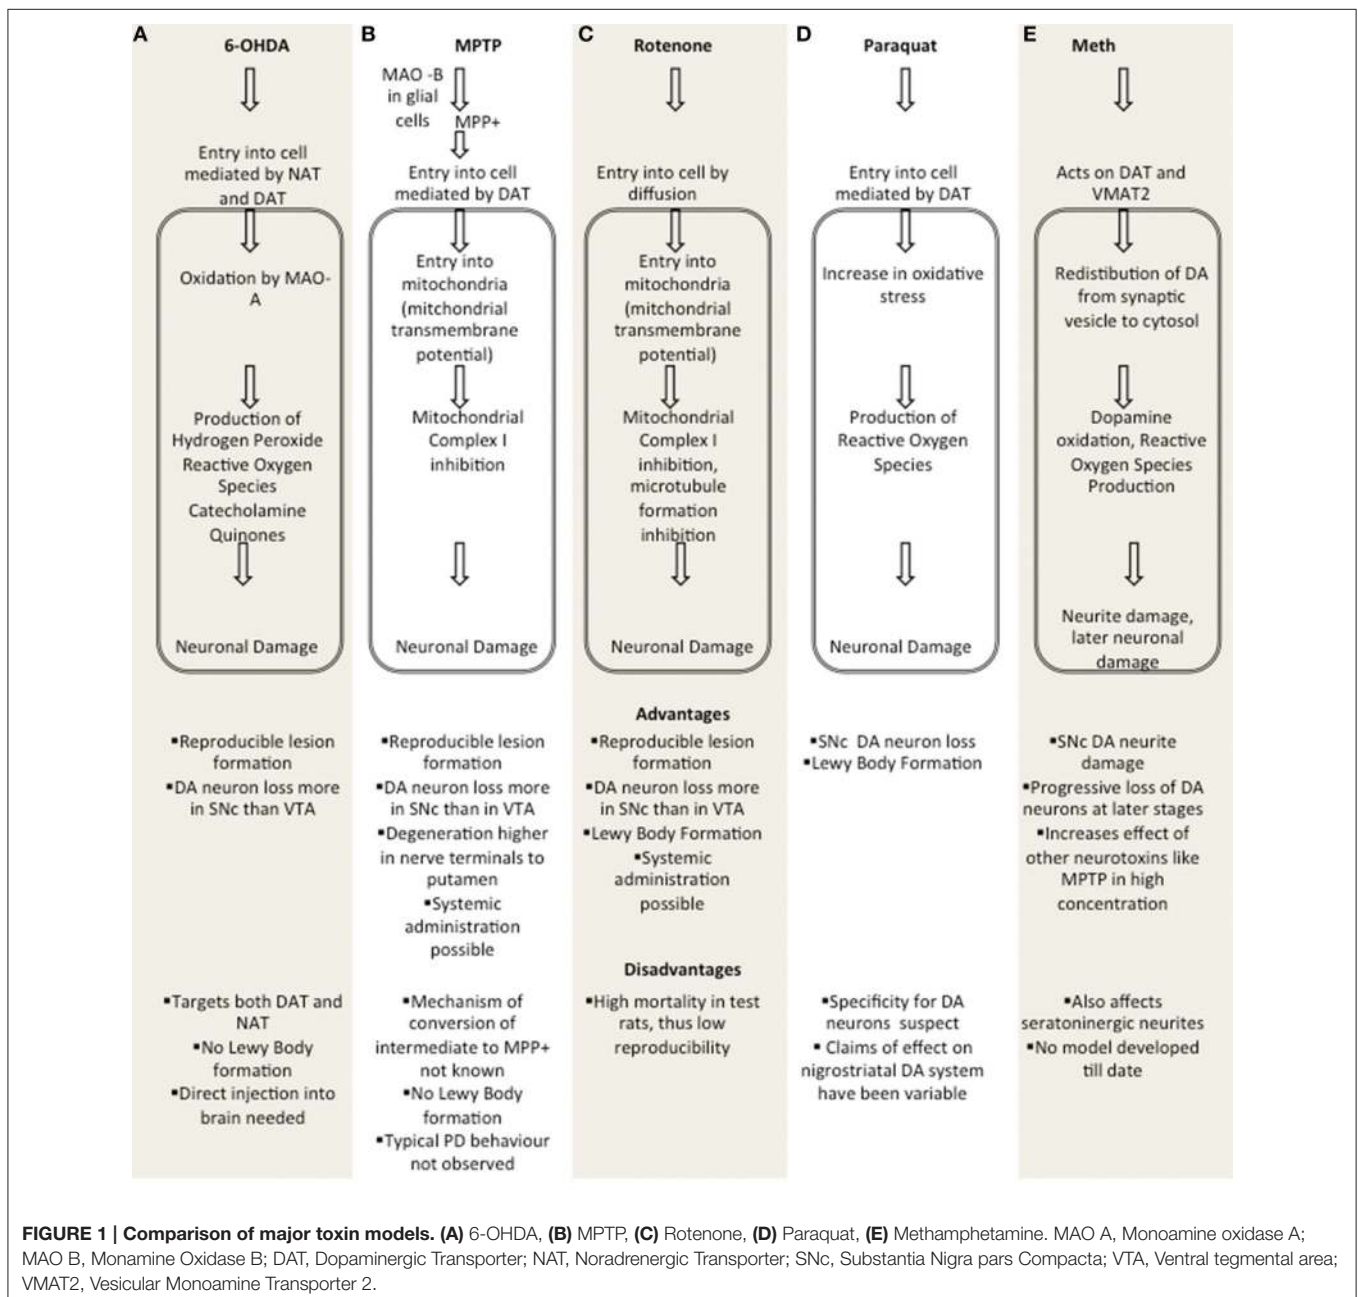 A
6-OHDA
Entry into cell
mediated by NAT
and DAT
Oxidation by MAO-
A
Production of
Hydrogen Peroxide
Reactive Oxygen
Species
Catecholamine
Quinones
Neuronal Damage
▪Reproducible lesion
formation
▪DA neuron loss more
in SNc than VTA
▪Targets both DAT and
NAT
▪No Lewy Body
formation
▪Direct injection into
brain needed
B
MPTP
MAO -B
in glial
cells
MPP+
Entry into cell
mediated by DAT
Entry into
mitochondria
(mitchondrial
transmembrane
potential)
Mitochondrial
Complex I
inhibition
Neuronal Damage
▪Reproducible lesion
formation
▪DA neuron loss more
in SNc than in VTA
▪Degeneration higher
in nerve terminals to
putamen
▪Systemic
administration
possible
▪Mechanism of
conversion of
intermediate to MPP+
not known
▪No Lewy Body
formation
▪Typical PD behaviour
not observed
C
Rotenone
Entry into cell by
diffusion
Entry into
mitochondria
(mitchondrial
transmembrane
potential)
Mitochondrial
Complex I
inhibition,
microtubule
formation
inhibition
Neuronal Damage
Advantages
▪Reproducible lesion
formation
▪DA neuron loss more
in SNc than in VTA
▪Lewy Body Formation
▪Systemic
administration
possible
Disadvantages
▪High mortality in test
rats, thus low
reproducibility
D
Paraquat
Entry into cell
mediated by DAT
Increase in oxidative
stress
Production of
Reactive Oxygen
Species
Neuronal Damage
▪SNc DA neuron loss
▪Lewy Body Formation
▪Specificity for DA
neurons suspect
▪ Claims of effect on
nigrostriatal DA system
have been variable
E
Meth
Acts on DAT and
VMAT2
Redistibution of DA
from synaptic
vesicle to cytosol
Dopamine
oxidation, Reactive
Oxygen Species
Production
Neurite damage,
later neuronal
damage
▪SNc DA neurite
damage
▪Progressive loss of DA
neurons at later stages
▪Increases effect of
other neurotoxins like
MPTP in high
concentration
▪Also affects
seratoninergic neurites
▪No model developed
till date
FIGURE 1 | Comparison of major toxin models. (A) 6-OHDA, (B) MPTP, (C) Rotenone, (D) Paraquat, (E) Methamphetamine. MAO A, Monoamine oxidase A;
MAO B, Monamine Oxidase B; DAT, Dopaminergic Transporter; NAT, Noradrenergic Transporter; SNc, Substantia Nigra pars Compacta; VTA, Ventral tegmental area;
VMAT2, Vesicular Monoamine Transporter 2.